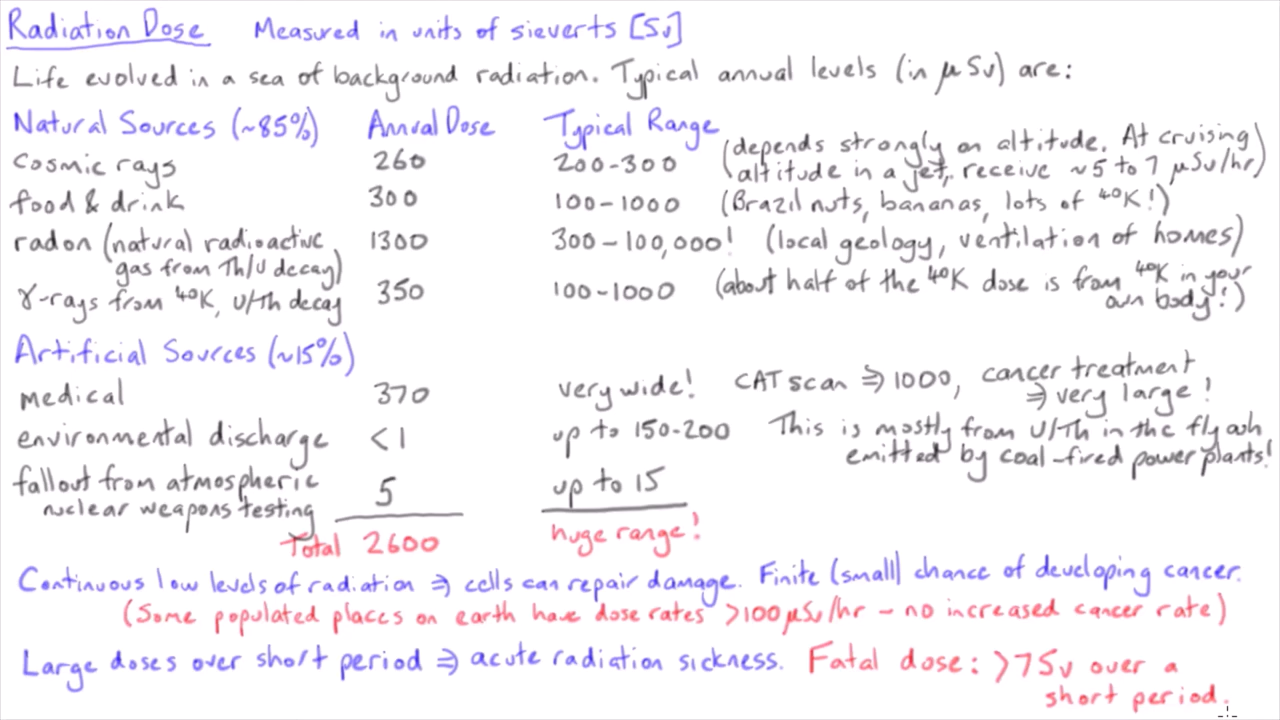 Radiation Dose Measured in units of sieverts [Sv]
Life evolved in a sea of background radiation. Typical annual levels (in μSv) are:
Natural Sources (~85%) Annual Dose Typical Range
cosmic rays 260 200-300 (depends strongly on altitude. At cruising
altitude in a jet, receive ~5 to 7 μSv/hr)
food & drink 300 100-1000 (Brazil nuts, bananas, lots of ⁴⁰K!)
radon (natural radioactive 1300 300-100,000! (local geology, ventilation of homes)
gas from Th/U decay)
γ-rays from ⁴⁰K, U/Th decay 350 100-1000 (about half of the ⁴⁰K dose is from ⁴⁰K in your
own body!)
Artificial Sources (~15%)
medical 370 very wide! CAT scan ⇒ 1000, cancer treatment
⇒ very large!
environmental discharge <1 up to 150-200 This is mostly from U/Th in the fly ash
emitted by coal-fired power plants!
fallout from atmospheric 5 up to 15
nuclear weapons testing
Total 2600 huge range!
Continuous low levels of radiation ⇒ cells can repair damage. Finite (small) chance of developing cancer.
(Some populated places on earth have dose rates >100μSv/hr - no increased cancer rate)
Large doses over short period ⇒ acute radiation sickness. Fatal dose: >7Sv over a
short period.